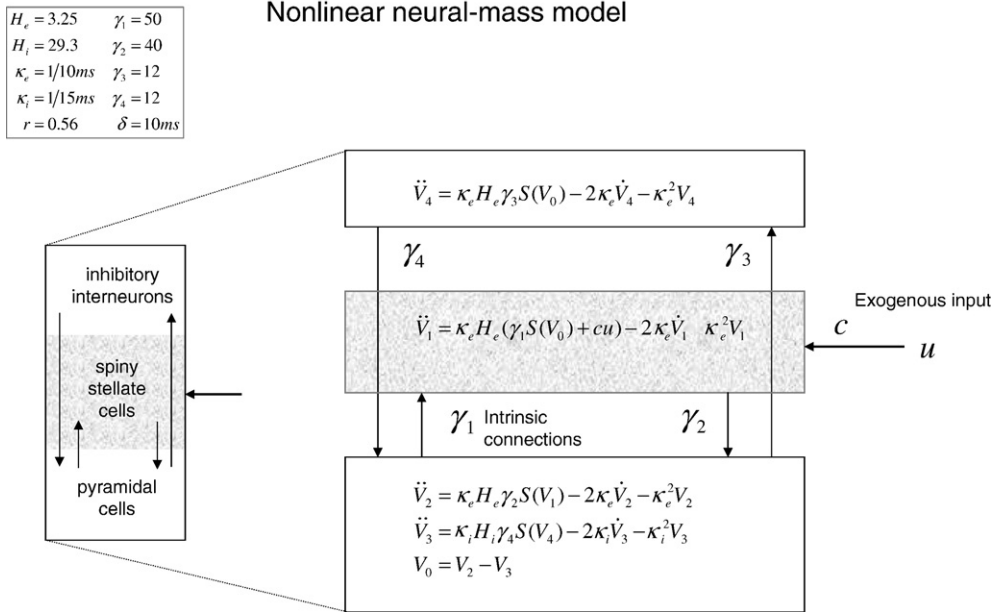 Nonlinear neural-mass model
H_e = 3.25 γ_1 = 50
H_i = 29.3 γ_2 = 40
κ_e = 1/10ms γ_3 = 12
κ_i = 1/15ms γ_4 = 12
r = 0.56 δ = 10ms
V̈_4 = κ_e H_e γ_3 S(V_0) − 2κ_e V̇_4 − κ_e^2 V_4
γ_4 γ_3
inhibitory
interneurons
spiny
stellate
cells
pyramidal
cells
V̈_1 = κ_e H_e (γ_1 S(V_0) + cu) − 2κ_e V̇_1 κ_e^2 V_1
Exogenous input
c
u
γ_1 Intrinsic
connections
γ_2
V̈_2 = κ_e H_e γ_2 S(V_1) − 2κ_e V̇_2 − κ_e^2 V_2
V̈_3 = κ_i H_i γ_4 S(V_4) − 2κ_i V̇_3 − κ_i^2 V_3
V_0 = V_2 − V_3